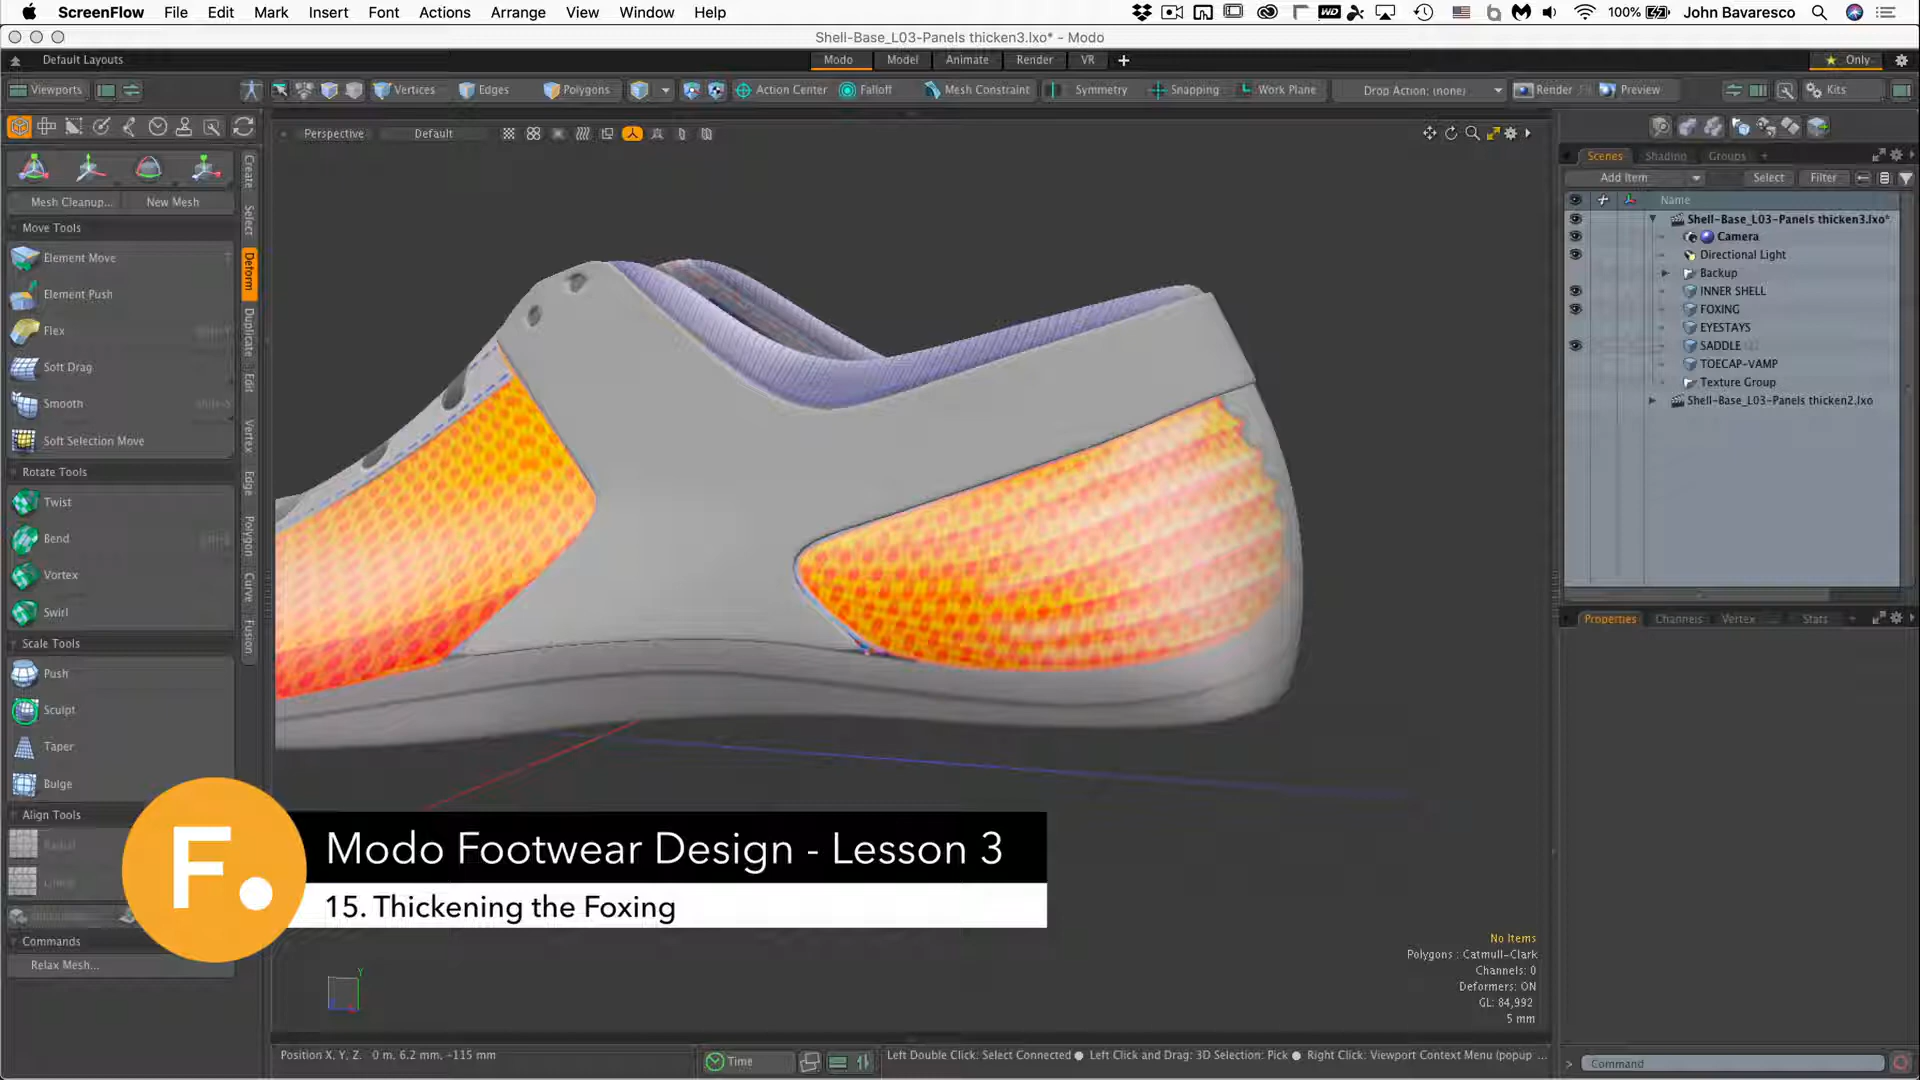 ScreenFlow File Edit Mark Insert Font Actions Arrange View Window Help 100% John Bavaresco
Shell-Base_L03-Panels thicken3.lxo* - Modo
Default Layouts Modo Model Animate Render VR Only
Viewports Vertices Edges Polygons Action Center Falloff Mesh Constraint Symmetry Snapping Work Plane Drop Action: (none) Render Preview Kits
Perspective Default
Mesh Cleanup... New Mesh
Move Tools
Element Move
Element Push
Flex
Soft Drag
Smooth
Soft Selection Move
Rotate Tools
Twist
Bend
Vortex
Swirl
Scale Tools
Push
Sculpt
Taper
Bulge
Align Tools
Commands
Relax Mesh...
Create
Select
Deform
Duplicate
Edit
Vertex
Edge
Polygon
Curve
Fusion
Scenes Shading Groups
Add Item Select Filter
Name
Shell-Base_L03-Panels thicken3.lxo*
Camera
Directional Light
Backup
INNER SHELL
FOXING
EYESTAYS
SADDLE
TOECAP-VAMP
Texture Group
Shell-Base_L03-Panels thicken2.lxo
Properties Channels Vertex Stats
F.
Modo Footwear Design - Lesson 3
15. Thickening the Foxing
No Items
Polygons : Catmull-Clark
Channels: 0
Deformers: ON
GL: 84,992
5 mm
Y
Position X, Y, Z: 0 m, 6.2 mm, -115 mm
Time
Left Double Click: Select Connected ● Left Click and Drag: 3D Selection: Pick ● Right Click: Viewport Context Menu (popup ...
Command